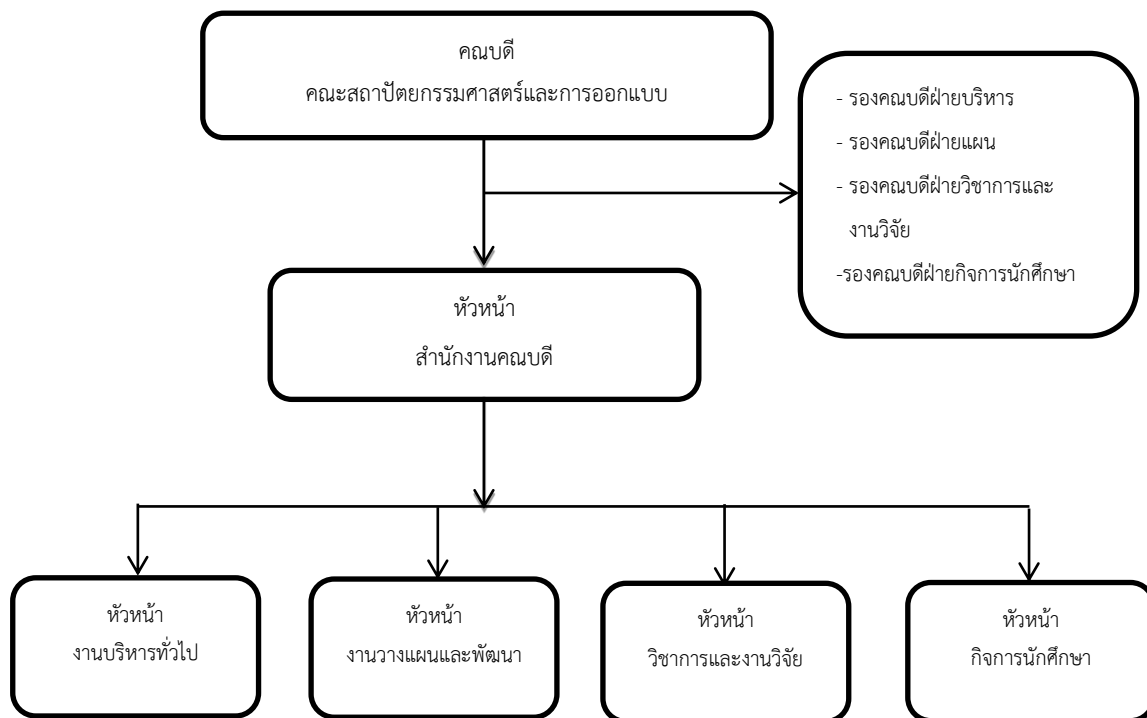 คณบดี
คณะสถาปัตยกรรมศาสตร์และการออกแบบ
- รองคณบดีฝ่ายบริหาร
- รองคณบดีฝ่ายแผน
- รองคณบดีฝ่ายวิชาการและ
งานวิจัย
-รองคณบดีฝ่ายกิจการนักศึกษา
หัวหน้า
สำนักงานคณบดี
หัวหน้า
งานบริหารทั่วไป
หัวหน้า
งานวางแผนและพัฒนา
หัวหน้า
วิชาการและงานวิจัย
หัวหน้า
กิจการนักศึกษา